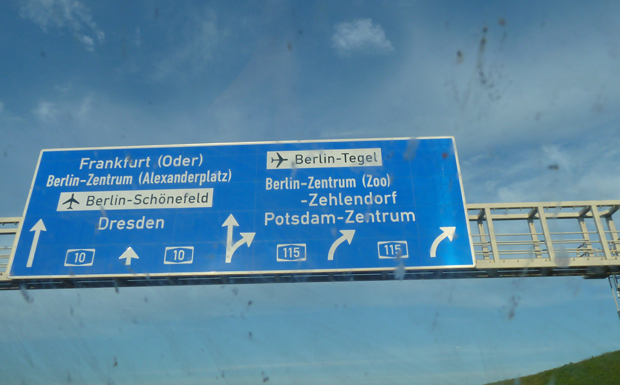 Frankfurt (Oder)
Berlin-Zentrum (Alexanderplatz)
Berlin-Schönefeld
Dresden
10
10
Berlin-Tegel
Berlin-Zentrum (Zoo)
-Zehlendorf
Potsdam-Zentrum
115
115